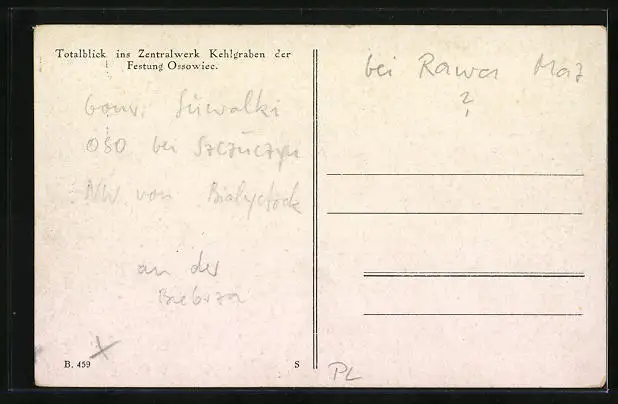 Totalblick ins Zentralwerk Kehlgraben der
Festung Ossowiec.
Gouv. Suwalki
OSO bei Szczuczyn
NW von Bialystock
an der
Biebrza
B. 459
S
bei Rawa Maz
?
PL